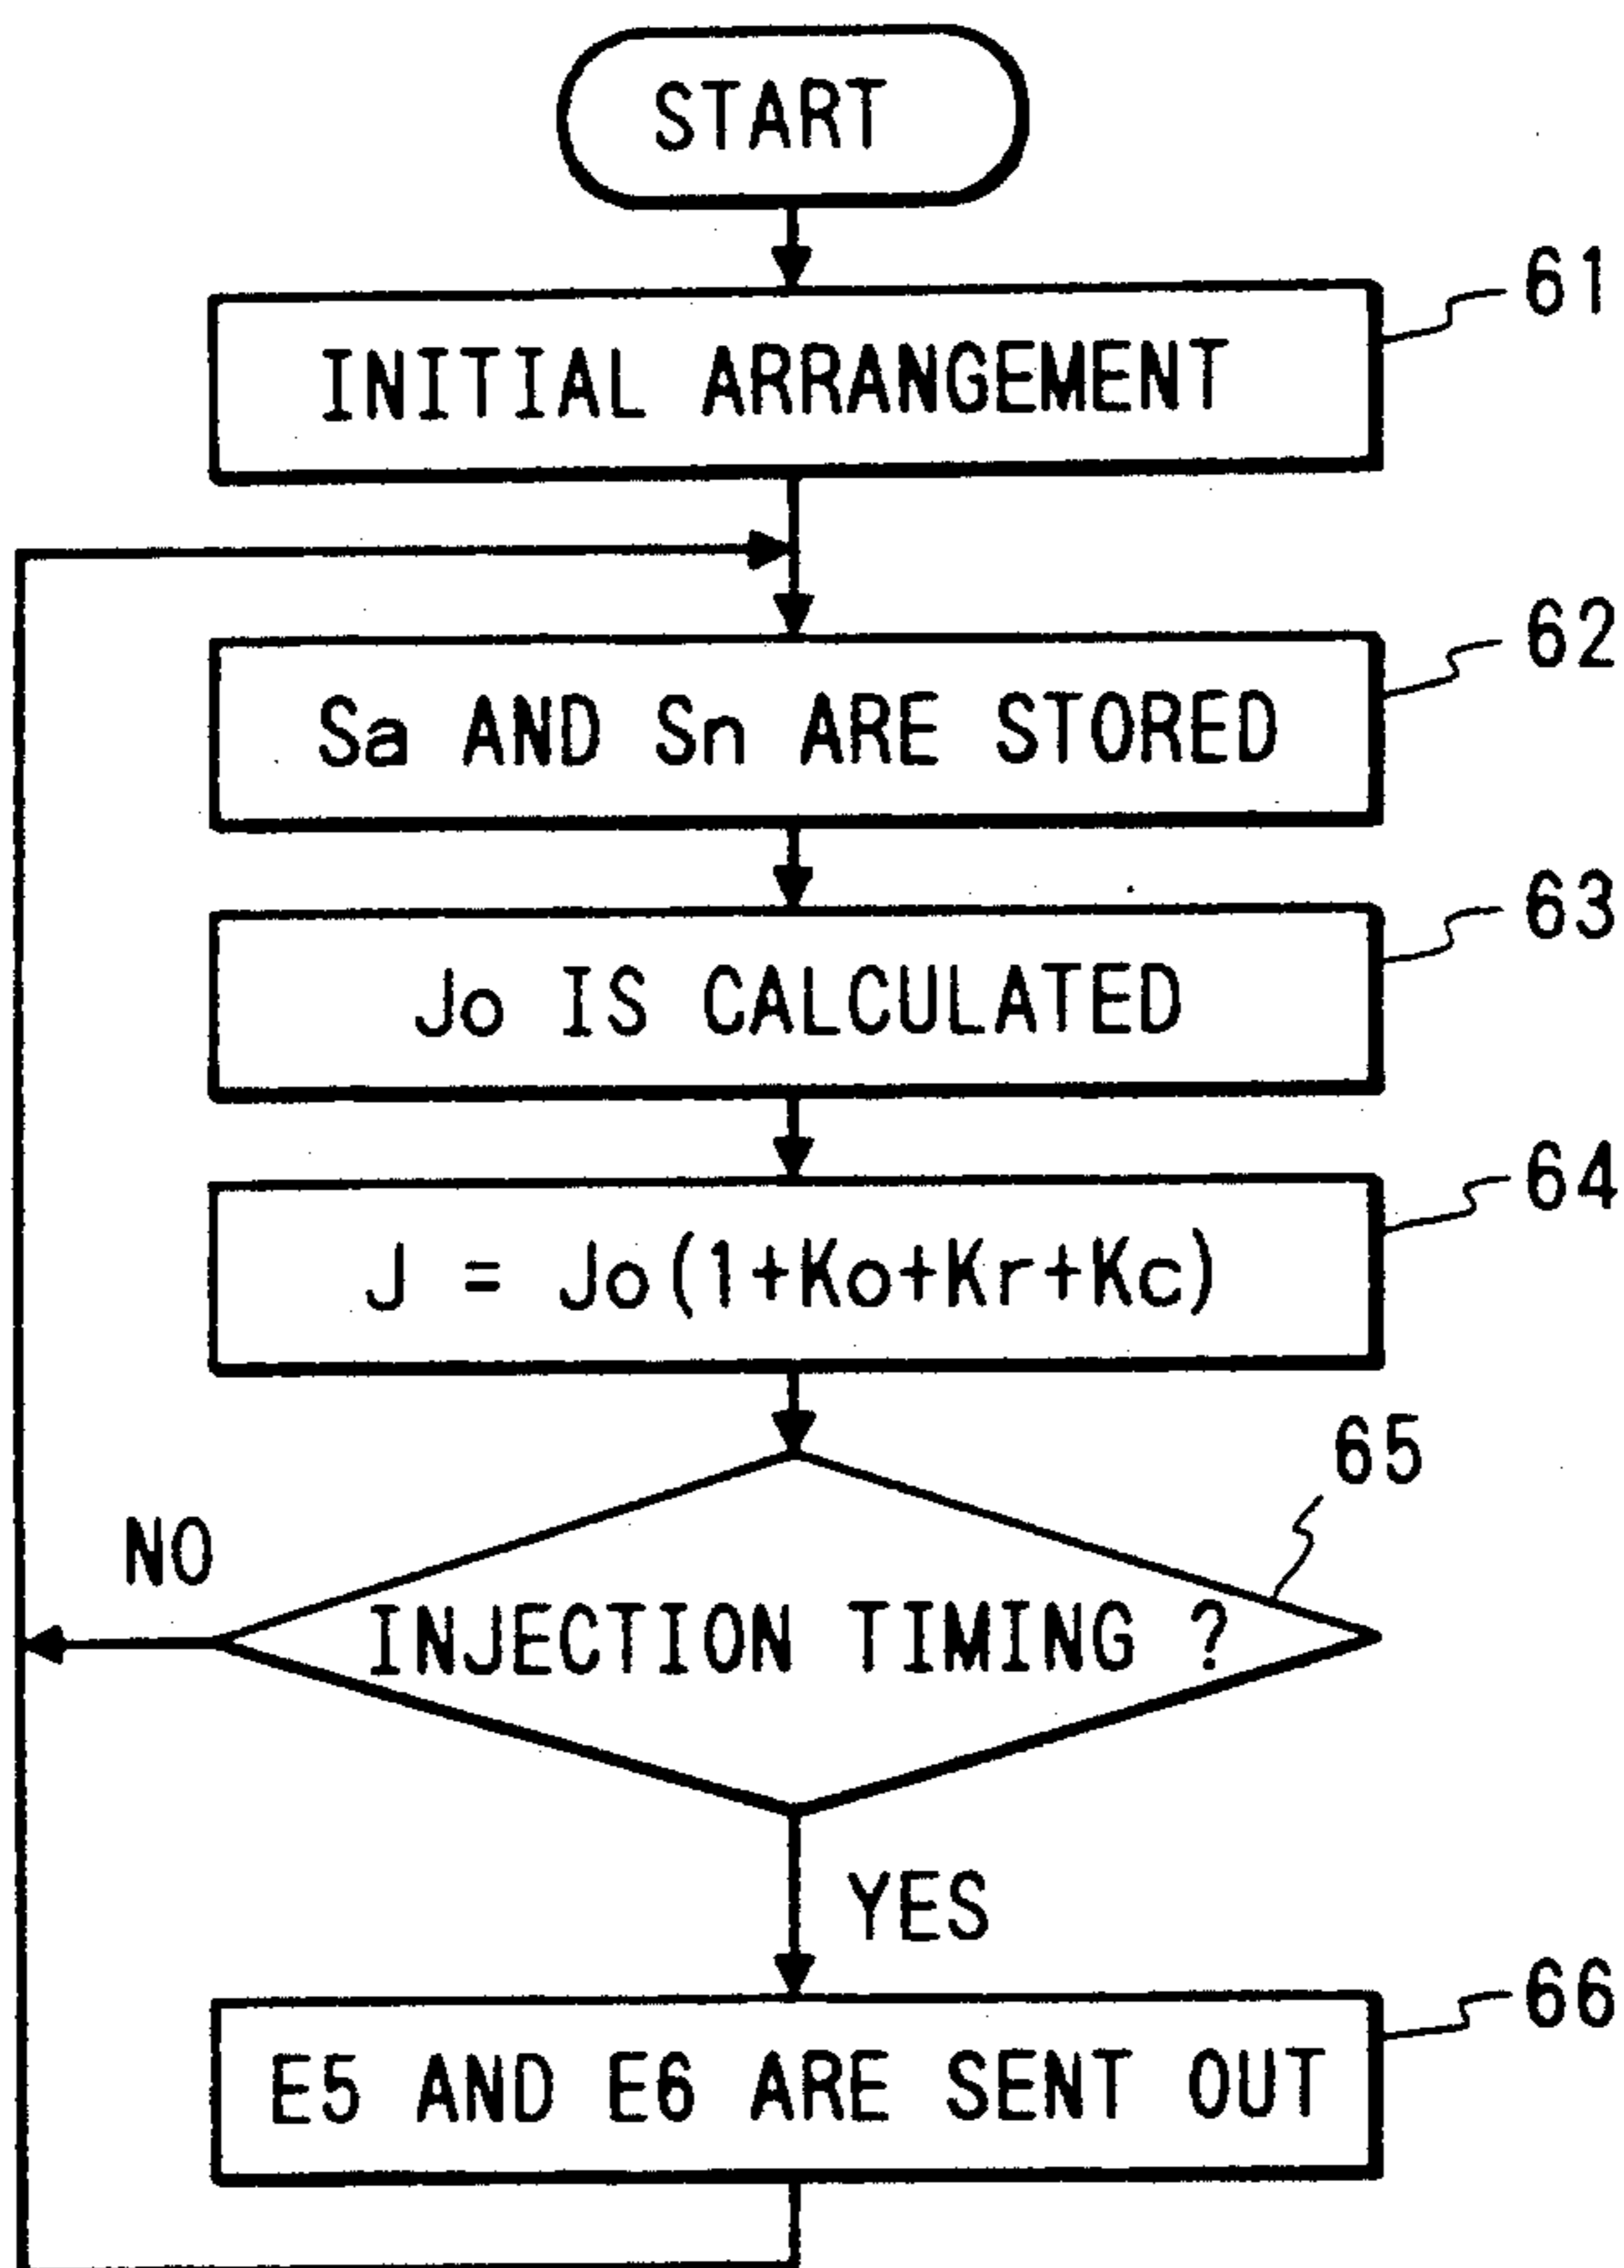 START
INITIAL ARRANGEMENT
61
Sa AND Sn ARE STORED
62
Jo IS CALCULATED
63
J = Jo(1+Ko+Kr+Kc)
64
INJECTION TIMING ?
65
NO
YES
E5 AND E6 ARE SENT OUT
66